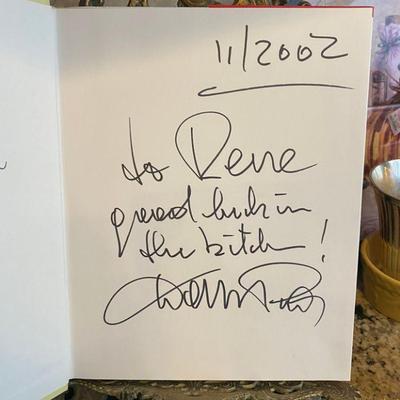 11/2002
to Rene
good luck in
the kitchen!